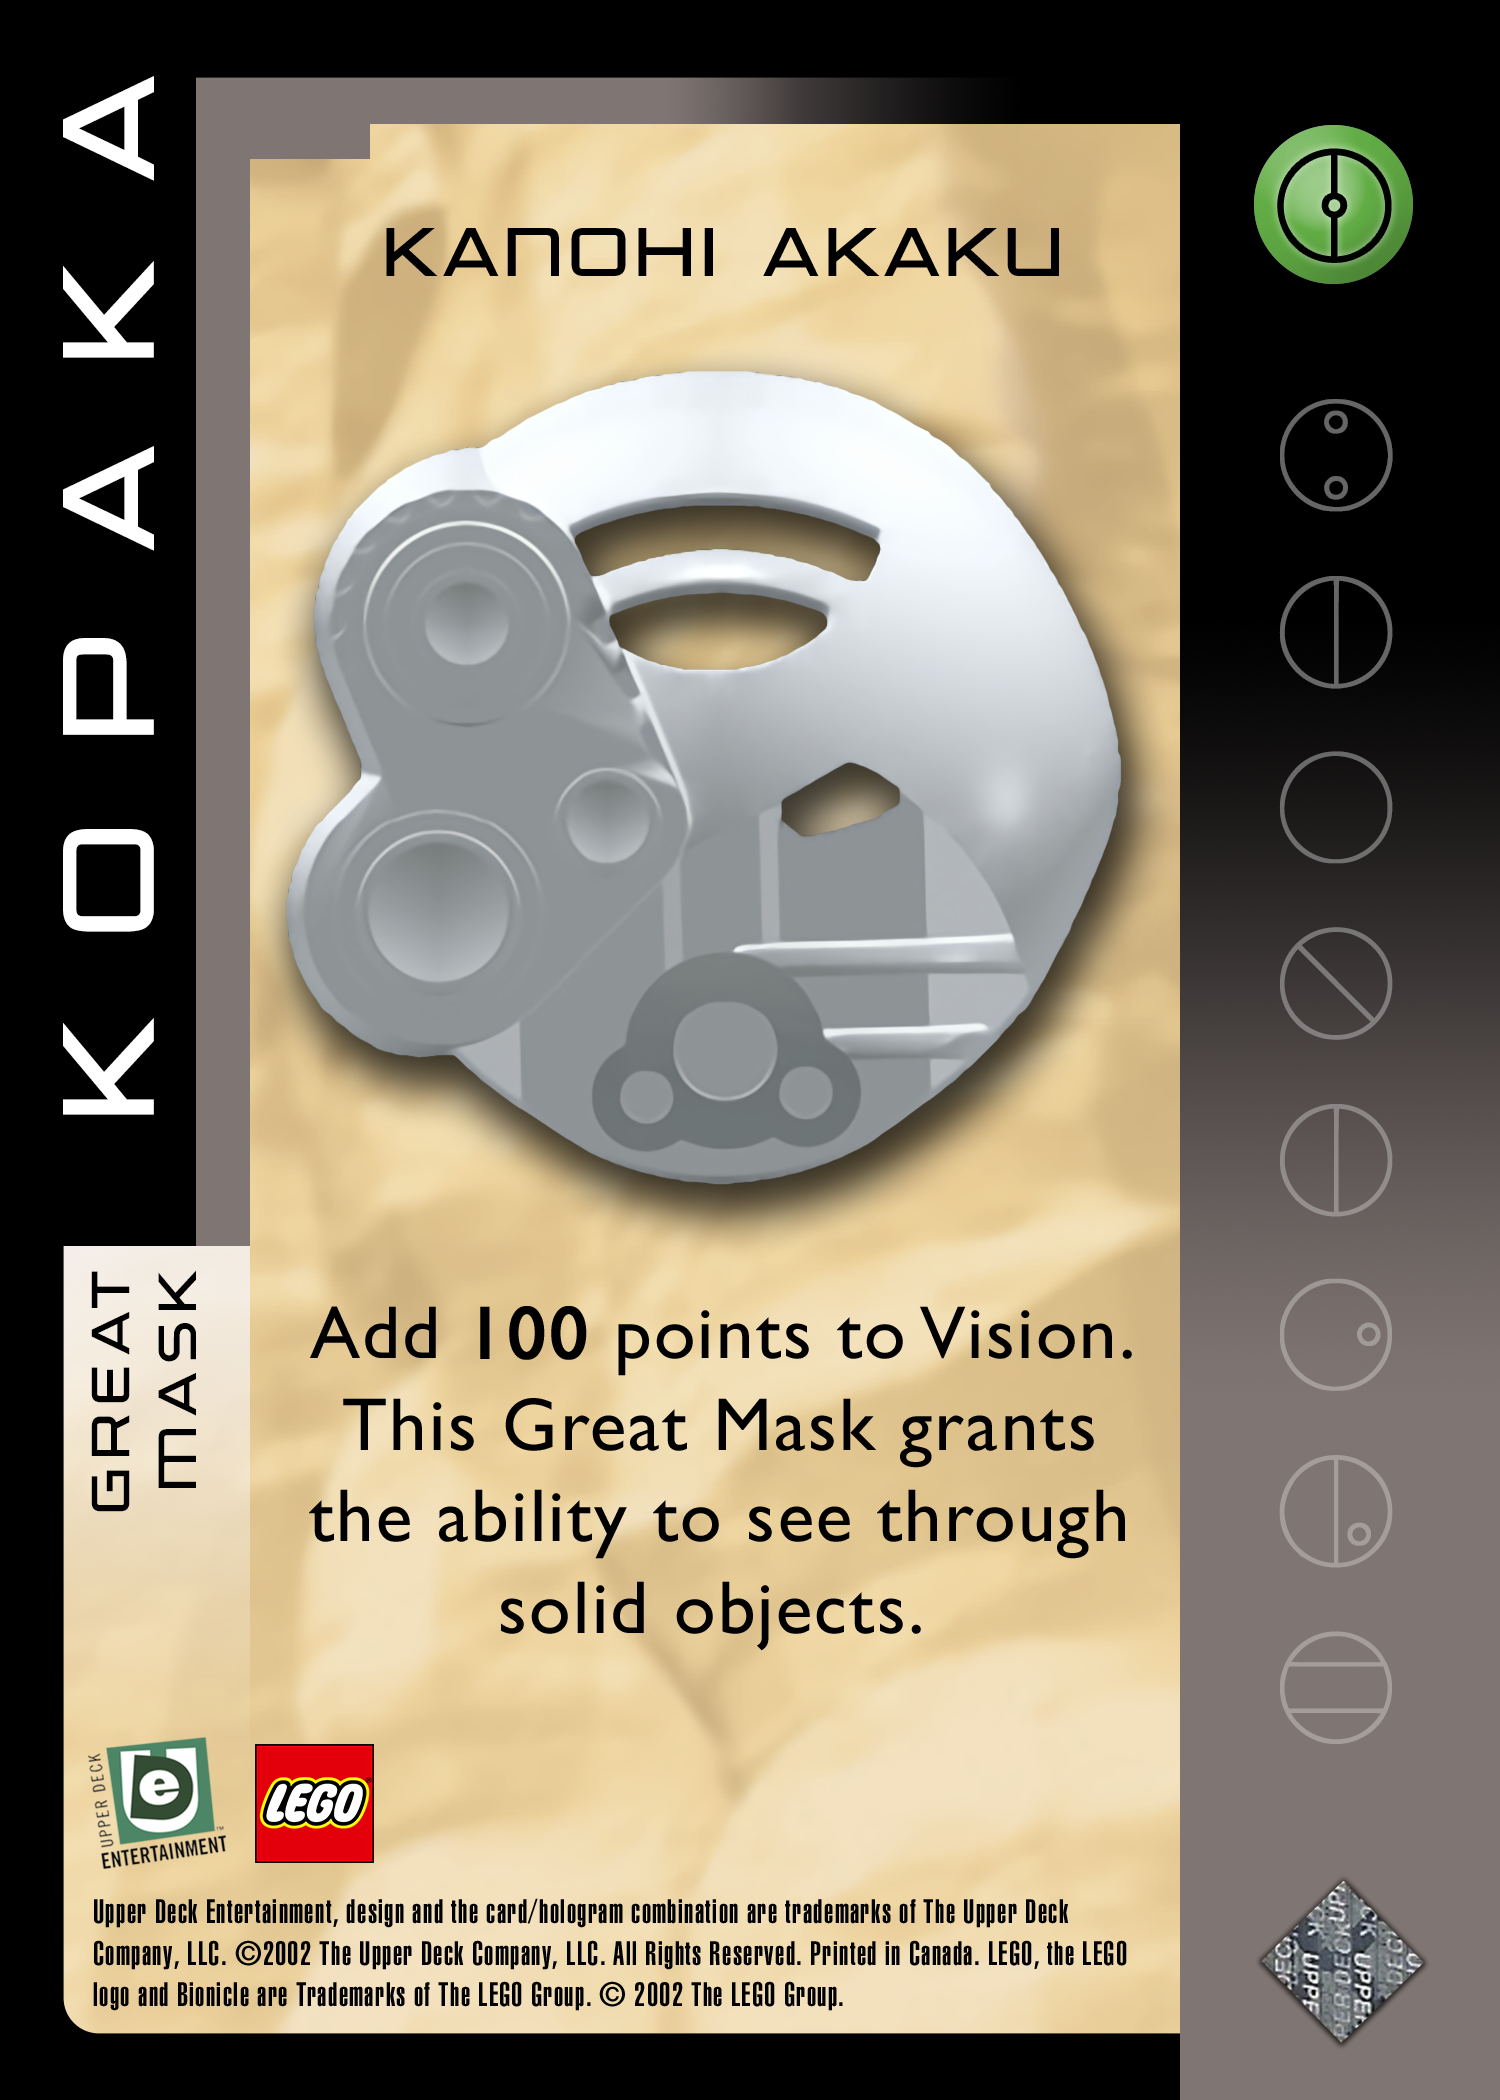 KOPAKA
KANOHI AKAKU
GREAT
MASK
Add 100 points to Vision.
This Great Mask grants
the ability to see through
solid objects.
UPPER DECK
UDe
ENTERTAINMENT
™
LEGO
Upper Deck Entertainment, design and the card/hologram combination are trademarks of The Upper Deck
Company, LLC. ©2002 The Upper Deck Company, LLC. All Rights Reserved. Printed in Canada. LEGO, the LEGO
logo and Bionicle are Trademarks of The LEGO Group. © 2002 The LEGO Group.